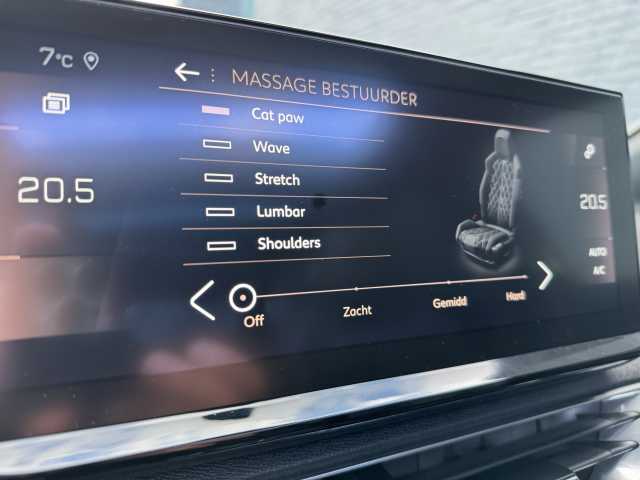 7°C
MASSAGE BESTUURDER
Cat paw
Wave
Stretch
Lumbar
Shoulders
20.5
20.5
AUTO
A/C
Off
Zacht
Gemidd
Hard